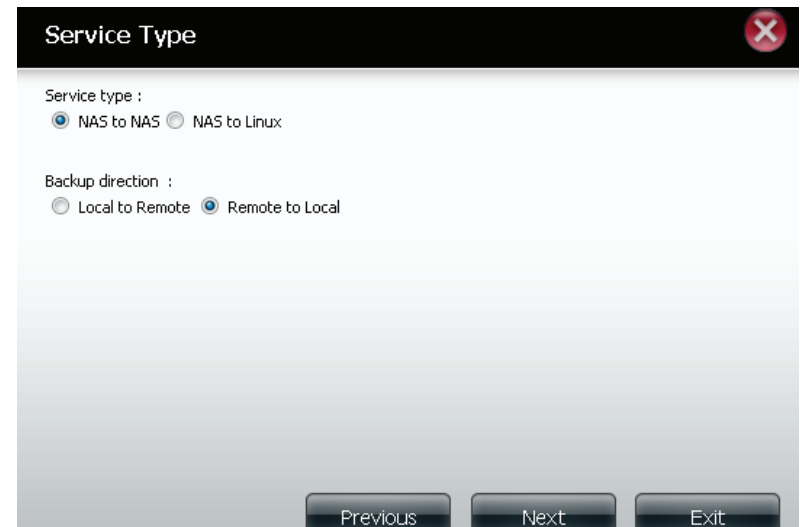 Service Type
Service type :
NAS to NAS NAS to Linux
Backup direction :
Local to Remote Remote to Local
Previous Next Exit